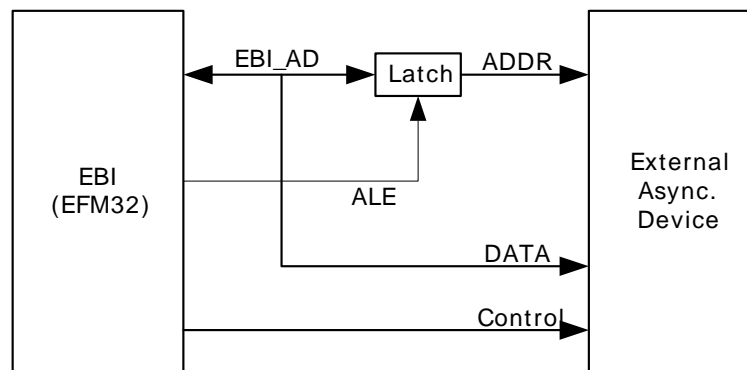 EBI_AD
Latch
ADDR
EBI
(EFM32)
ALE
External
Async.
Device
DATA
Control